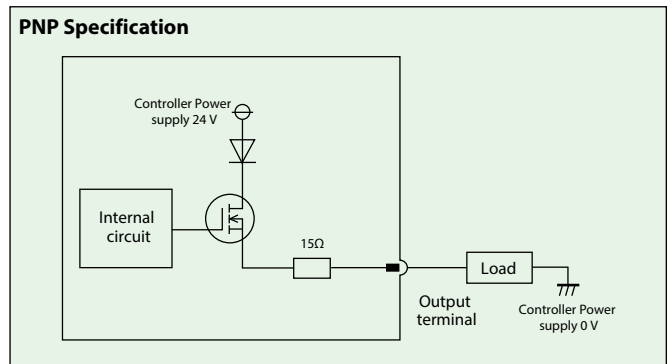 PNP Specification
Controller Power
supply 24 V
Internal
circuit
15Ω
Load
Output
terminal
Controller Power
supply 0 V